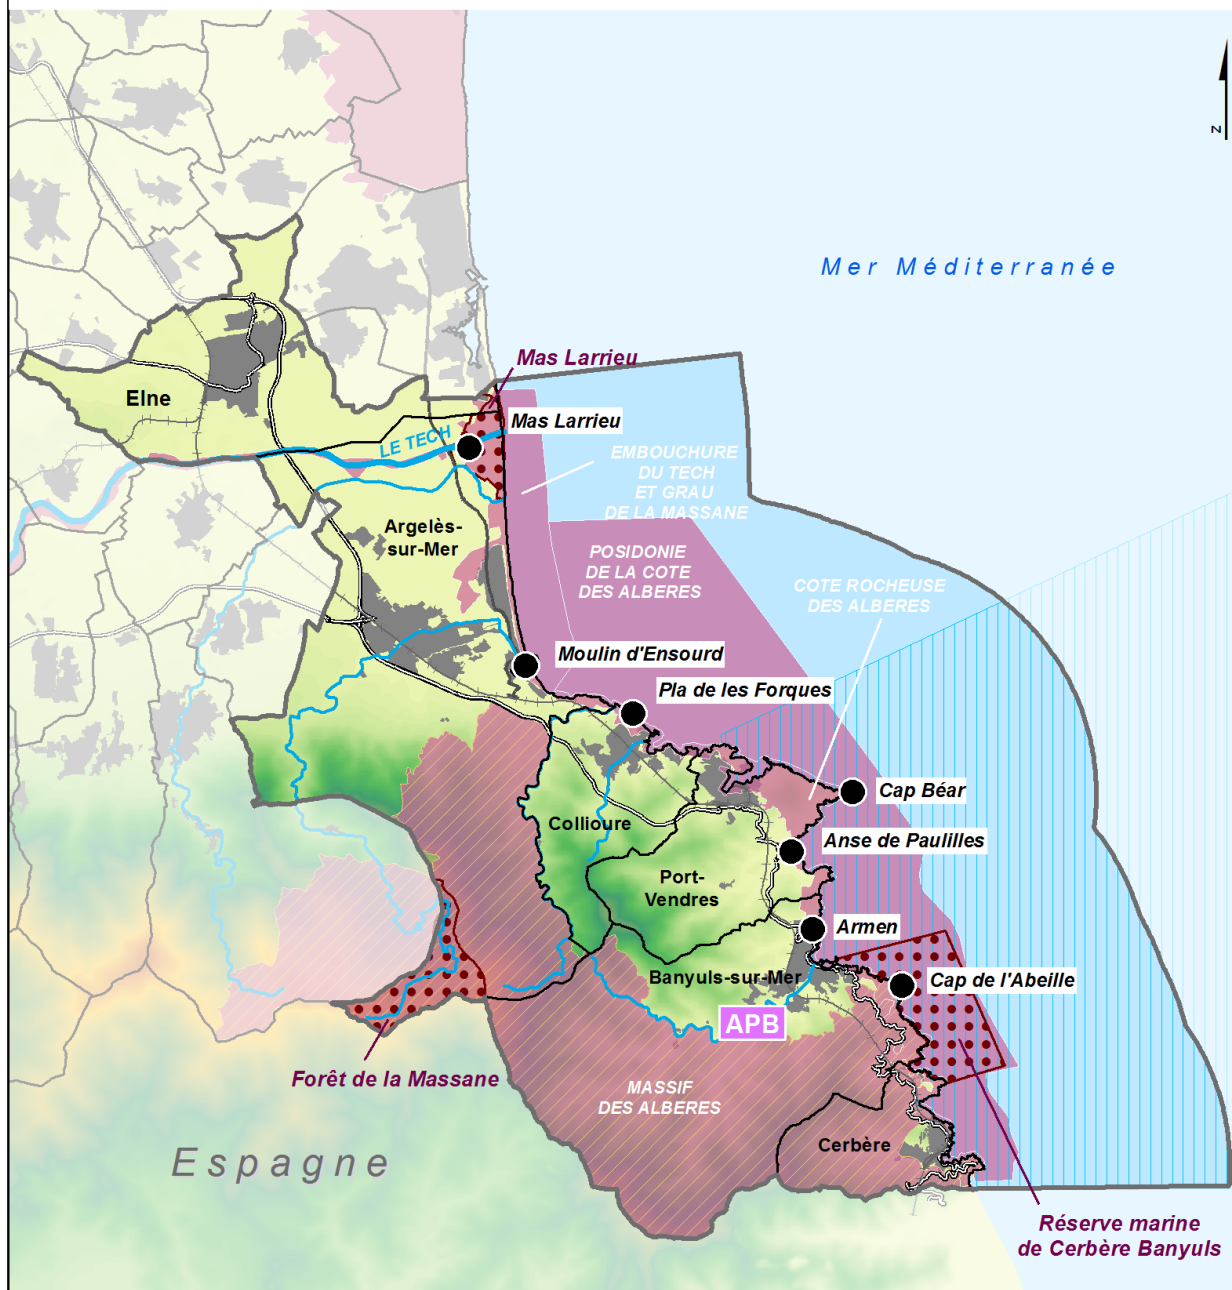 N
Mer Méditerranée
Mas Larrieu
Elne
Mas Larrieu
LE TECH
EMBOUCHURE
DU TECH
ET GRAU
DE LA MASSANE
Argelès-
sur-Mer
POSIDONIE
DE LA COTE
DES ALBERES
COTE ROCHEUSE
DES ALBERES
Moulin d'Ensourd
Pla de les Forques
Cap Béar
Collioure
Anse de Paulilles
Port-
Vendres
Armen
Banyuls-sur-Mer
Cap de l'Abeille
APB
Forêt de la Massane
MASSIF
DES ALBERES
Cerbère
Espagne
Réserve marine
de Cerbère Banyuls